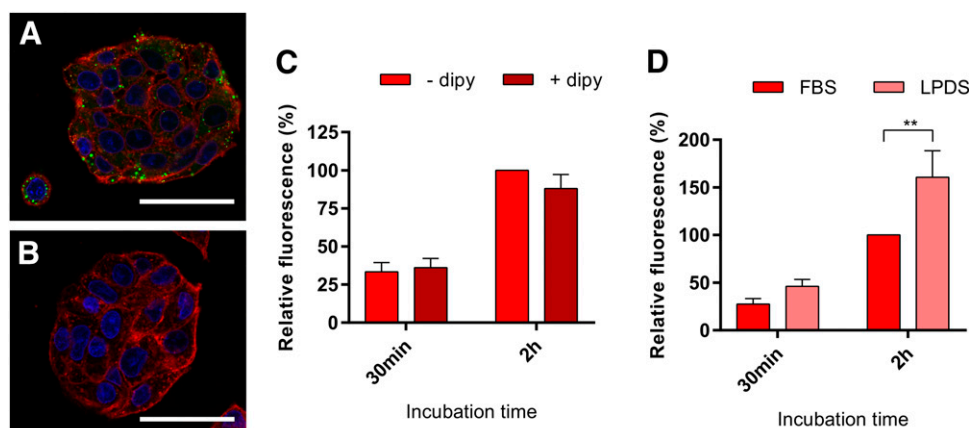 A
B
C
- dipy + dipy
Relative fluorescence (%)
125
100
75
50
25
0
30min 2h
Incubation time
D
FBS LPDS
**
Relative fluorescence (%)
200
150
100
50
0
30min 2h
Incubation time